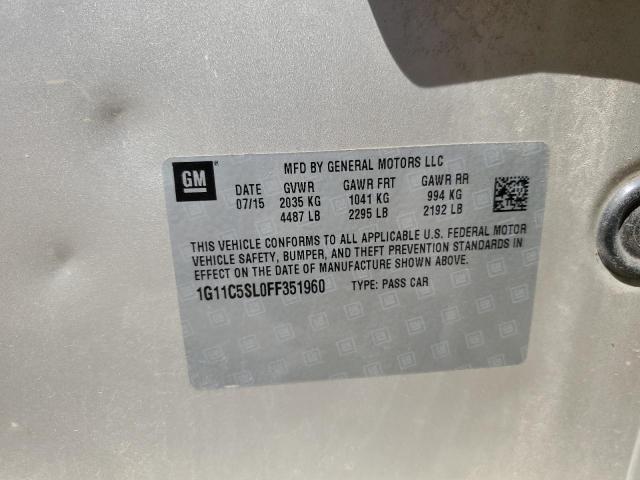 GM
MFD BY GENERAL MOTORS LLC
DATE GVWR GAWR FRT GAWR RR
07/15 2035 KG 1041 KG 994 KG
4487 LB 2295 LB 2192 LB
THIS VEHICLE CONFORMS TO ALL APPLICABLE U.S. FEDERAL MOTOR
VEHICLE SAFETY, BUMPER, AND THEFT PREVENTION STANDARDS IN
EFFECT ON THE DATE OF MANUFACTURE SHOWN ABOVE.
1G11C5SL0FF351960 TYPE: PASS CAR